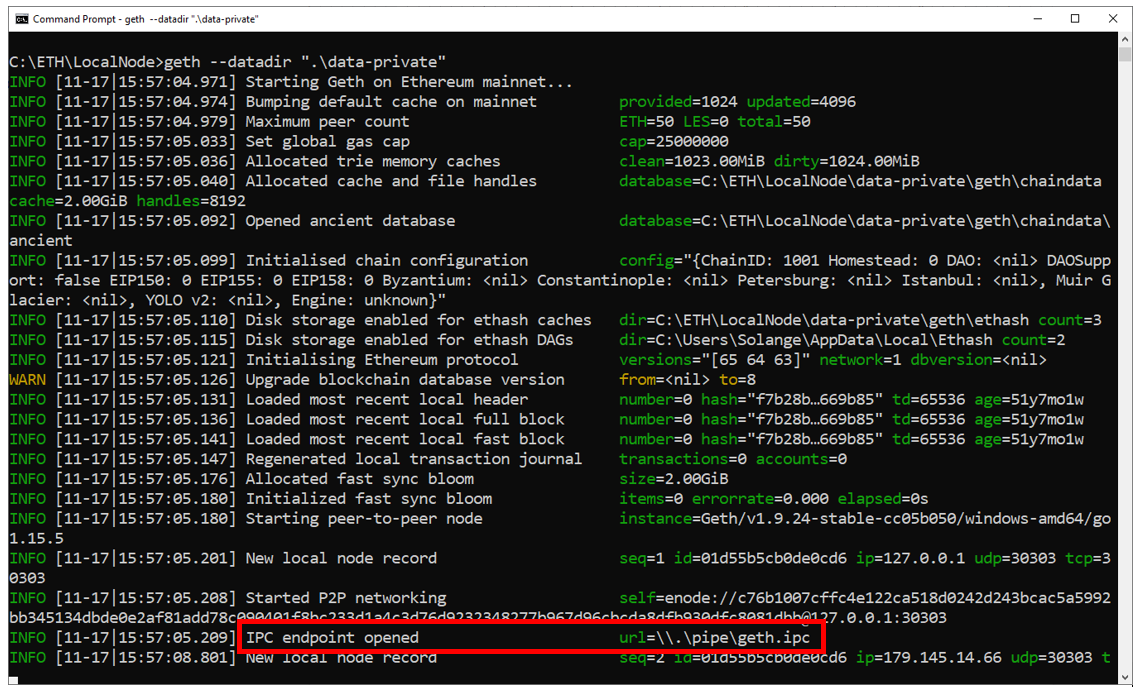 Command Prompt - geth --datadir ".\data-private"
C:\ETH\LocalNode>geth --datadir ".\data-private"
INFO [11-17|15:57:04.971] Starting Geth on Ethereum mainnet...
INFO [11-17|15:57:04.974] Bumping default cache on mainnet provided=1024 updated=4096
INFO [11-17|15:57:04.979] Maximum peer count ETH=50 LES=0 total=50
INFO [11-17|15:57:05.033] Set global gas cap cap=25000000
INFO [11-17|15:57:05.036] Allocated trie memory caches clean=1023.00MiB dirty=1024.00MiB
INFO [11-17|15:57:05.040] Allocated cache and file handles database=C:\ETH\LocalNode\data-private\geth\chaindata
cache=2.00GiB handles=8192
INFO [11-17|15:57:05.092] Opened ancient database database=C:\ETH\LocalNode\data-private\geth\chaindata\
ancient
INFO [11-17|15:57:05.099] Initialised chain configuration config="{ChainID: 1001 Homestead: 0 DAO: <nil> DAOSupp
ort: false EIP150: 0 EIP155: 0 EIP158: 0 Byzantium: <nil> Constantinople: <nil> Petersburg: <nil> Istanbul: <nil>, Muir G
lacier: <nil>, YOLO v2: <nil>, Engine: unknown}"
INFO [11-17|15:57:05.110] Disk storage enabled for ethash caches dir=C:\ETH\LocalNode\data-private\geth\ethash count=3
INFO [11-17|15:57:05.115] Disk storage enabled for ethash DAGs dir=C:\Users\Solange\AppData\Local\Ethash count=2
INFO [11-17|15:57:05.121] Initialising Ethereum protocol versions="[65 64 63]" network=1 dbversion=<nil>
WARN [11-17|15:57:05.126] Upgrade blockchain database version from=<nil> to=8
INFO [11-17|15:57:05.131] Loaded most recent local header number=0 hash="f7b28b…669b85" td=65536 age=51y7mo1w
INFO [11-17|15:57:05.136] Loaded most recent local full block number=0 hash="f7b28b…669b85" td=65536 age=51y7mo1w
INFO [11-17|15:57:05.141] Loaded most recent local fast block number=0 hash="f7b28b…669b85" td=65536 age=51y7mo1w
INFO [11-17|15:57:05.147] Regenerated local transaction journal transactions=0 accounts=0
INFO [11-17|15:57:05.176] Allocated fast sync bloom size=2.00GiB
INFO [11-17|15:57:05.180] Initialized fast sync bloom items=0 errorrate=0.000 elapsed=0s
INFO [11-17|15:57:05.180] Starting peer-to-peer node instance=Geth/v1.9.24-stable-cc05b050/windows-amd64/go
1.15.5
INFO [11-17|15:57:05.201] New local node record seq=1 id=01d55b5cb0de0cd6 ip=127.0.0.1 udp=30303 tcp=3
0303
INFO [11-17|15:57:05.208] Started P2P networking self=enode://c76b1007cffc4e122ca518d0242d243bcac5a5992
@127.0.0.1:30303
INFO [11-17|15:57:05.209] IPC endpoint opened url=\\.\pipe\geth.ipc
INFO [11-17|15:57:08.801] New local node record seq=2 id=01d55b5cb0de0cd6 ip=179.145.14.66 udp=30303 t